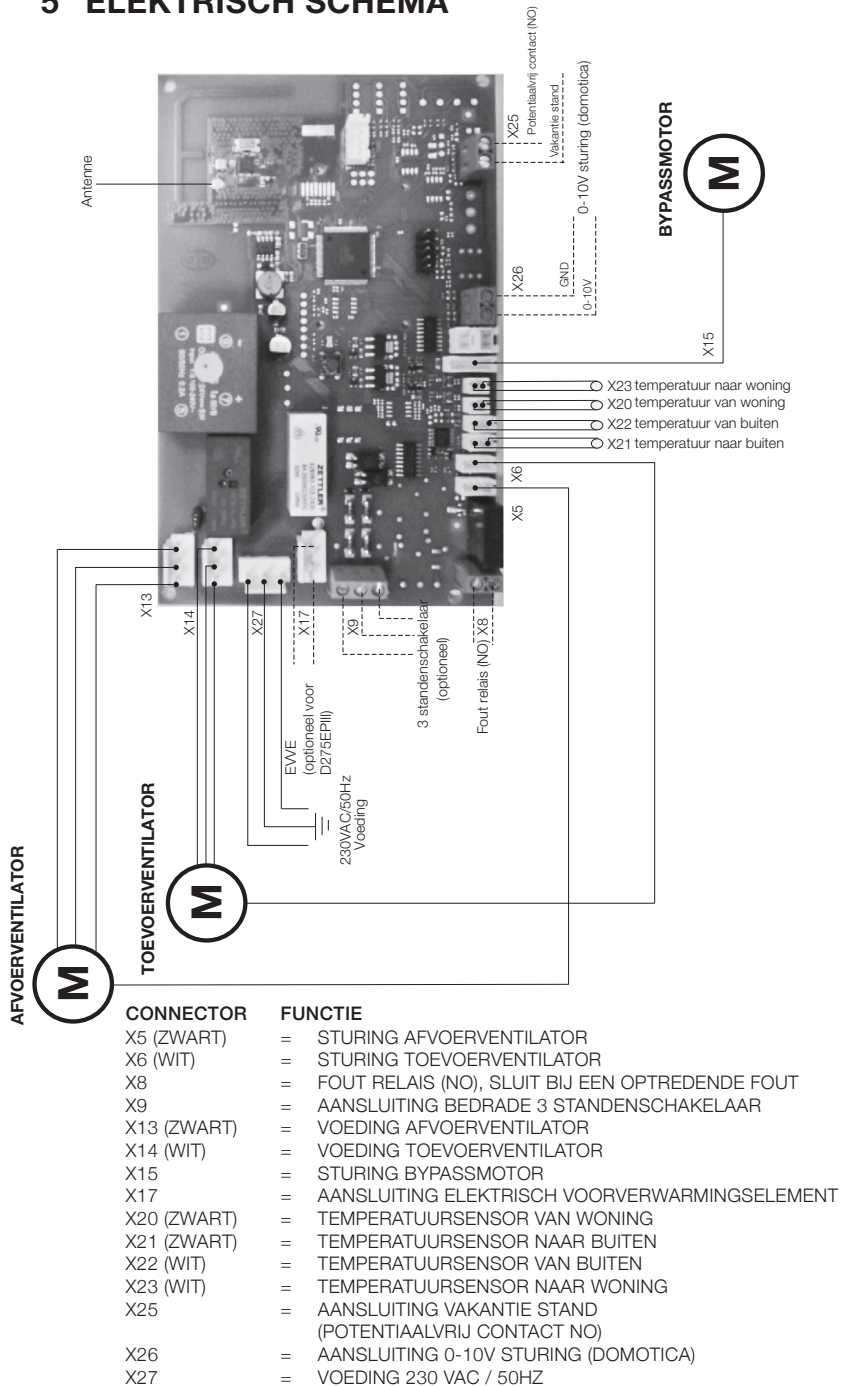 5 ELEKTRISCH SCHEMA
Antenne
X25
Potentiaalvrij contact (NO)
Vakantie stand
0-10V sturing (domotica)
X26
GND
0-10V
BYPASSMOTOR
M
X15
X23 temperatuur naar woning
X20 temperatuur van woning
X22 temperatuur van buiten
X21 temperatuur naar buiten
X6
X5
ZETTLER
X13
X14
X27
X17
X9
Fout relais (NO) X8
3 standenschakelaar
(optioneel)
EWE
(optioneel voor
D275EPIII)
230VAC/50Hz
Voeding
TOEVOERVENTILATOR
M
AFVOERVENTILATOR
M
CONNECTOR FUNCTIE
X5 (ZWART) = STURING AFVOERVENTILATOR
X6 (WIT) = STURING TOEVOERVENTILATOR
X8 = FOUT RELAIS (NO), SLUIT BIJ EEN OPTREDENDE FOUT
X9 = AANSLUITING BEDRADE 3 STANDENSCHAKELAAR
X13 (ZWART) = VOEDING AFVOERVENTILATOR
X14 (WIT) = VOEDING TOEVOERVENTILATOR
X15 = STURING BYPASSMOTOR
X17 = AANSLUITING ELEKTRISCH VOORVERWARMINGSELEMENT
X20 (ZWART) = TEMPERATUURSENSOR VAN WONING
X21 (ZWART) = TEMPERATUURSENSOR NAAR BUITEN
X22 (WIT) = TEMPERATUURSENSOR VAN BUITEN
X23 (WIT) = TEMPERATUURSENSOR NAAR WONING
X25 = AANSLUITING VAKANTIE STAND
(POTENTIAALVRIJ CONTACT NO)
X26 = AANSLUITING 0-10V STURING (DOMOTICA)
X27 = VOEDING 230 VAC / 50HZ